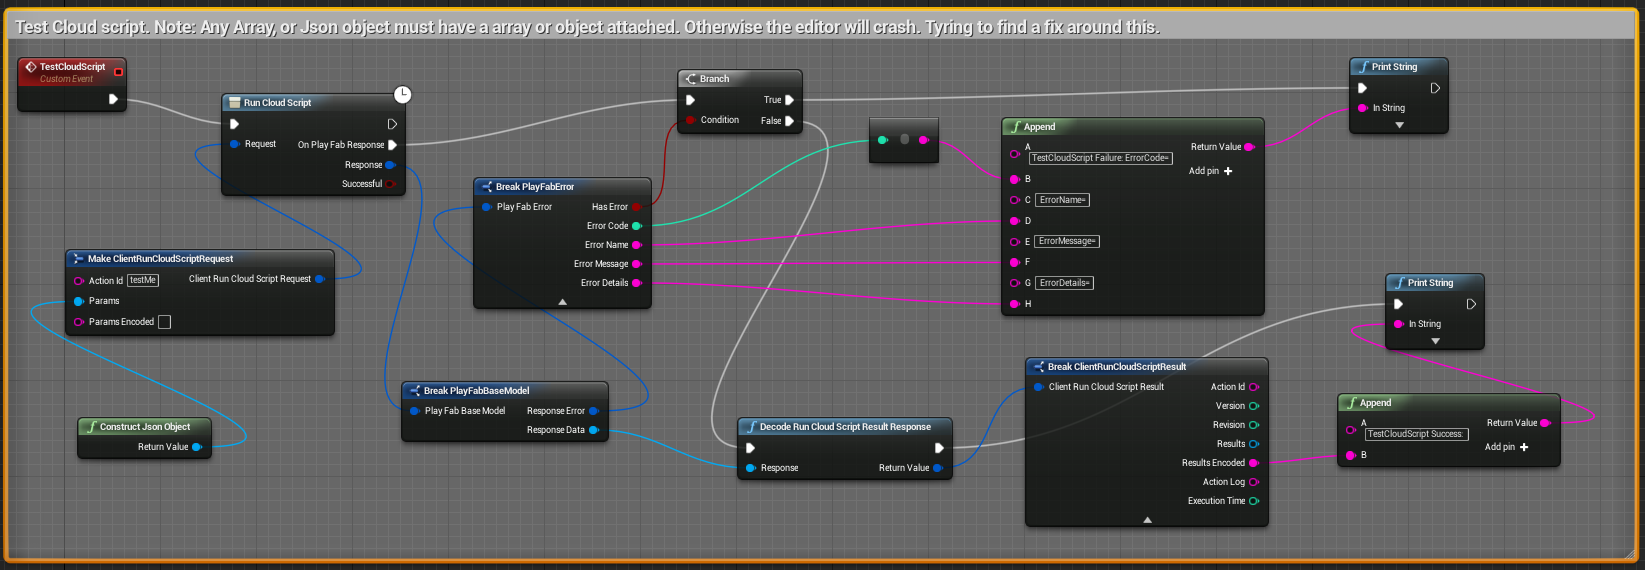 Test Cloud script. Note: Any Array, or Json object must have a array or object attached. Otherwise the editor will crash. Tyring to find a fix around this.
TestCloudScript
Custom Event
Run Cloud Script
Request
On Play Fab Response
Response
Successful
Branch
True
Condition
False
Print String
In String
Append
A
TestCloudScript Failure: ErrorCode=
Return Value
Add pin
B
C
ErrorName=
D
E
ErrorMessage=
F
G
ErrorDetails=
H
Break PlayFabError
Play Fab Error
Has Error
Error Code
Error Name
Error Message
Error Details
Make ClientRunCloudScriptRequest
Action Id
testMe
Client Run Cloud Script Request
Params
Params Encoded
Construct Json Object
Return Value
Break PlayFabBaseModel
Play Fab Base Model
Response Error
Response Data
Decode Run Cloud Script Result Response
Response
Return Value
Break ClientRunCloudScriptResult
Client Run Cloud Script Result
Action Id
Version
Revision
Results
Results Encoded
Action Log
Execution Time
Print String
In String
Append
A
TestCloudScript Success:
Return Value
Add pin
B